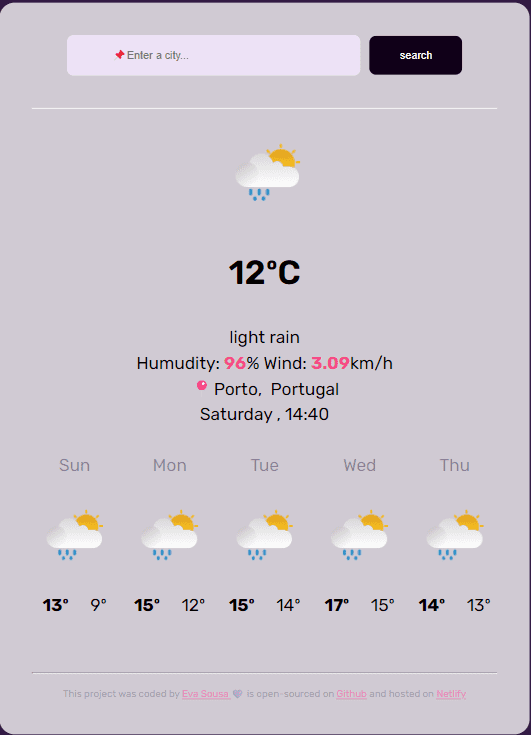 📌Enter a city...
search
12°C
light rain
Humudity: 96% Wind: 3.09km/h
Porto, Portugal
Saturday , 14:40
Sun Mon Tue Wed Thu
13° 9° 15° 12° 15° 14° 17° 15° 14° 13°
This project was coded by Eva Sousa 🩶 is open-sourced on Github and hosted on Netlify